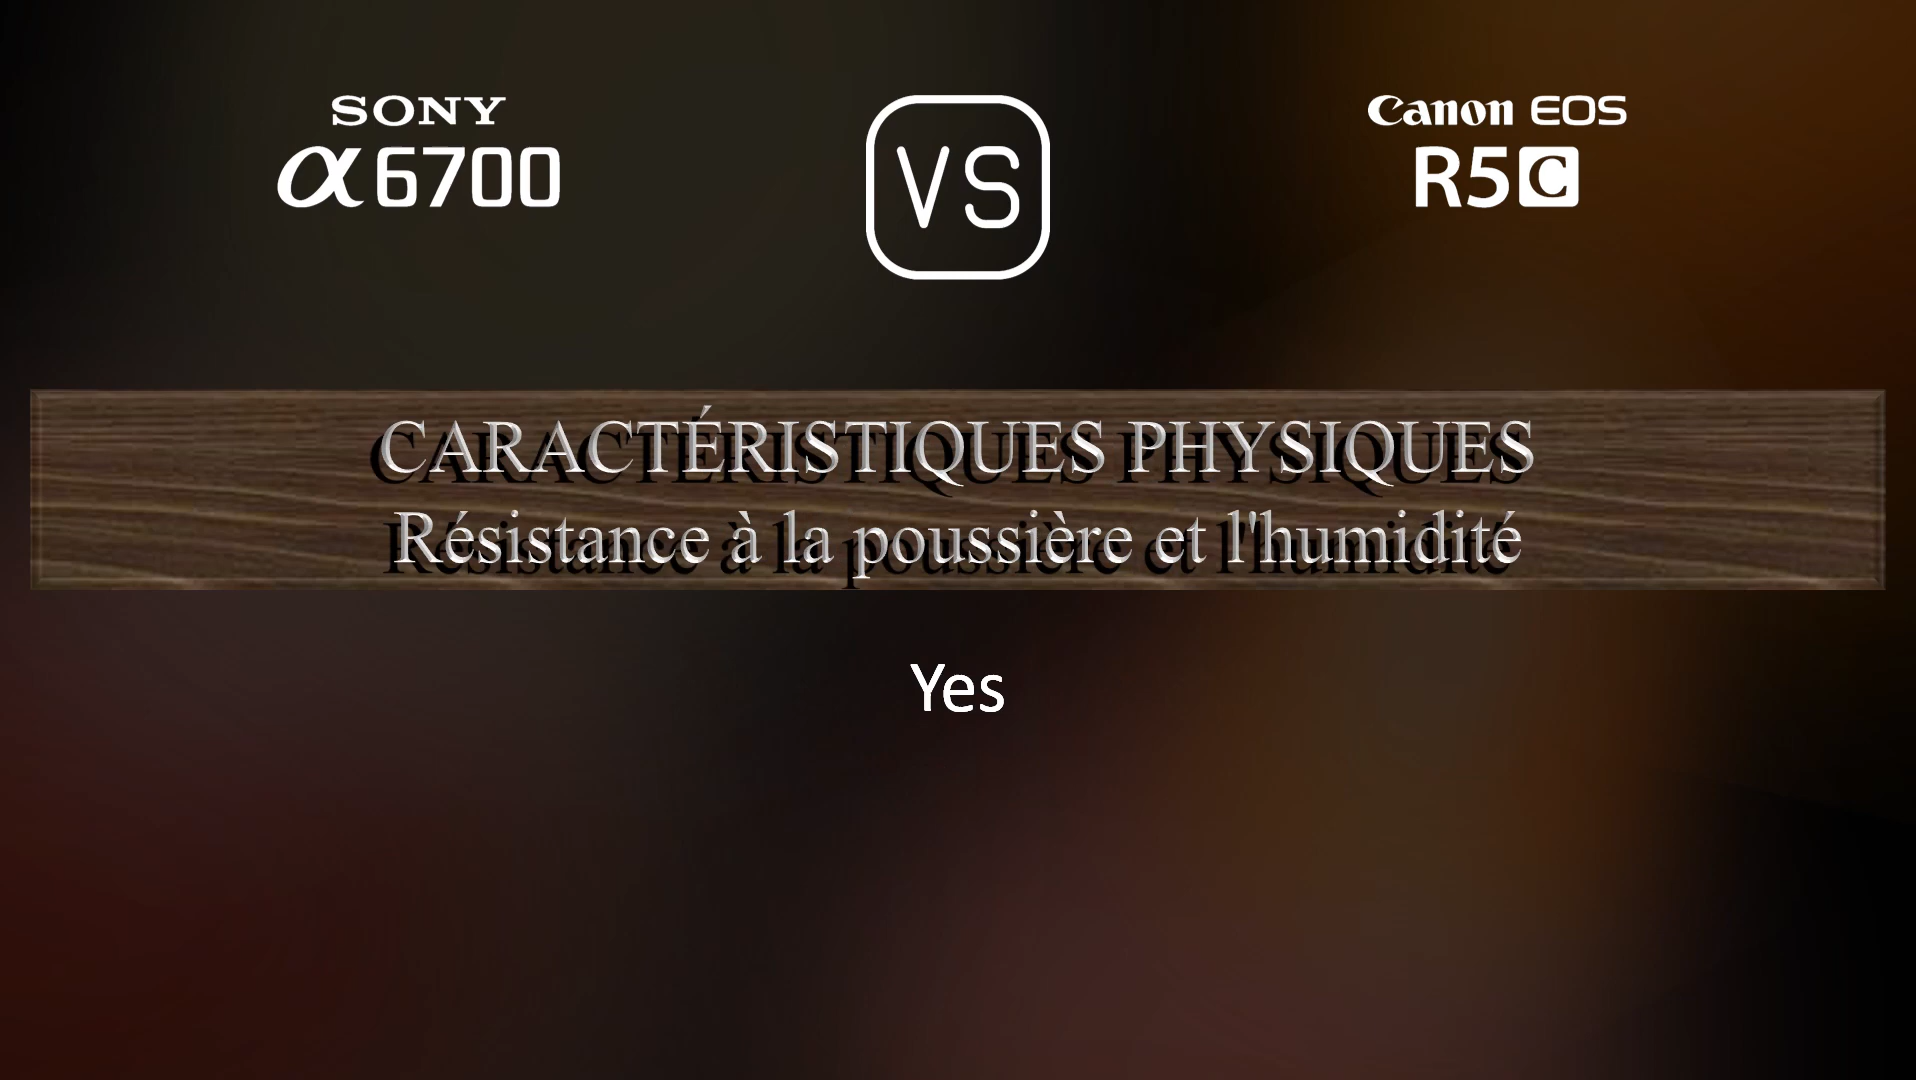 SONY
α6700
VS
Canon EOS
R5C
CARACTÉRISTIQUES PHYSIQUES
Résistance à la poussière et l'humidité
Yes